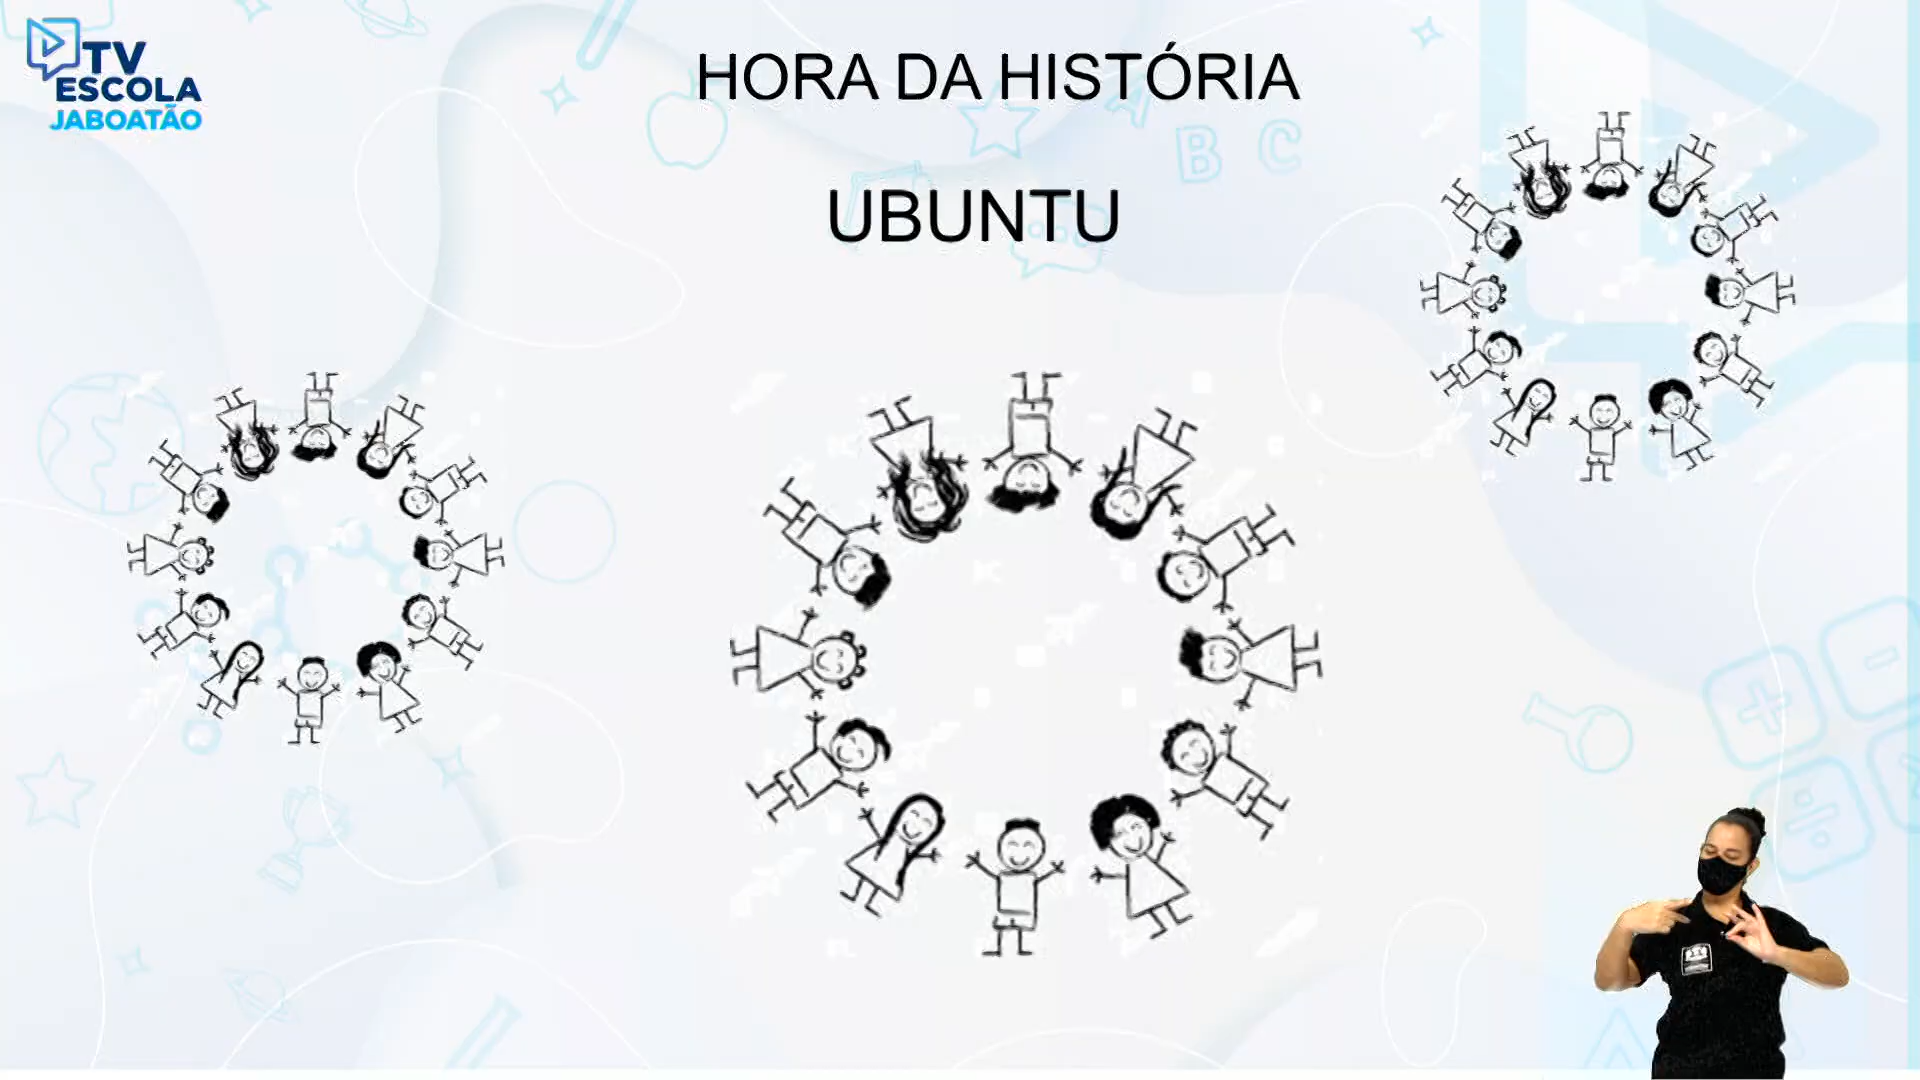 TV
ESCOLA
JABOATÃO
HORA DA HISTÓRIA
UBUNTU
A
B C